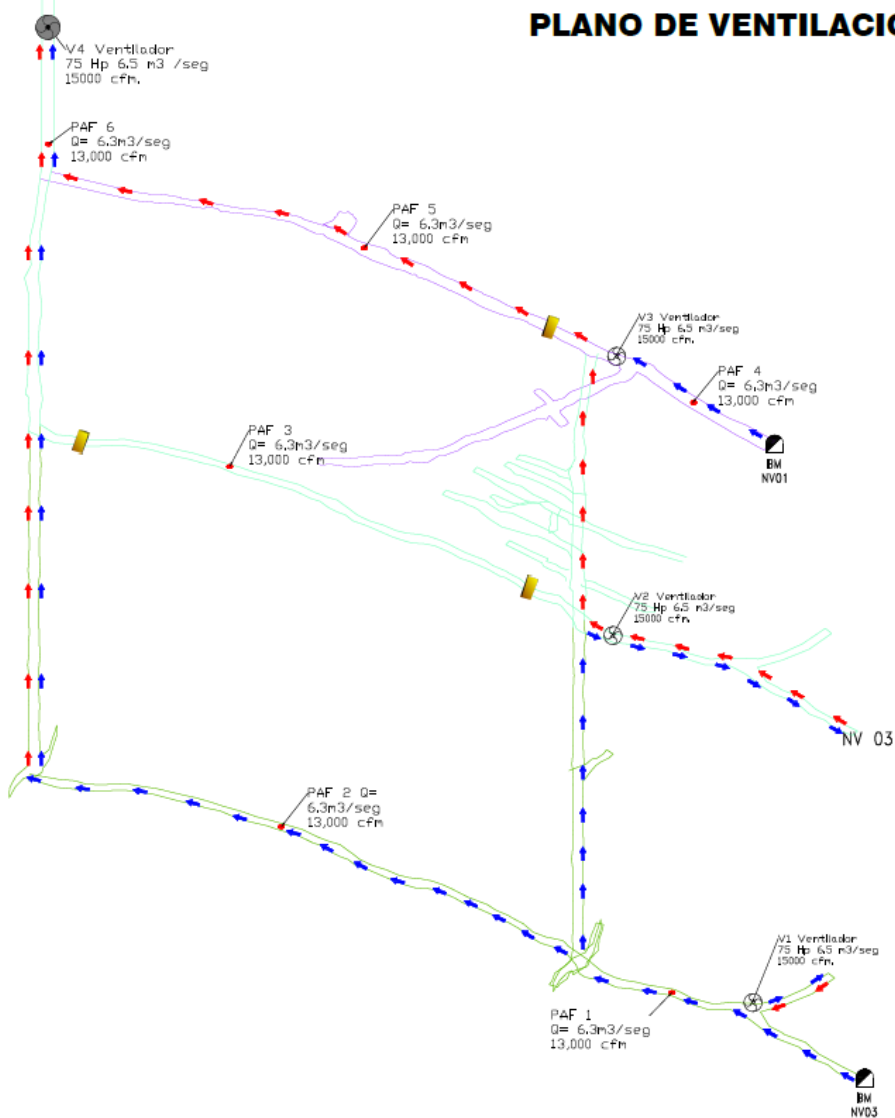 PLANO DE VENTILACIO
V4 Ventilador
75 Hp 6.5 m3 /seg
15000 cfm.
PAF 6
Q= 6.3m3/seg
13,000 cfm
PAF 5
Q= 6.3m3/seg
13,000 cfm
V3 Ventilador
75 Hp 6.5 m3/seg
15000 cfm.
PAF 4
Q= 6.3m3/seg
13,000 cfm
BM
NV01
PAF 3
Q= 6.3m3/seg
13,000 cfm
V2 Ventilador
75 Hp 6.5 m3/seg
15000 cfm.
NV 03
PAF 2 Q=
6.3m3/seg
13,000 cfm
V1 Ventilador
75 Hp 6.5 m3/seg
15000 cfm.
PAF 1
Q= 6.3m3/seg
13,000 cfm
BM
NV03